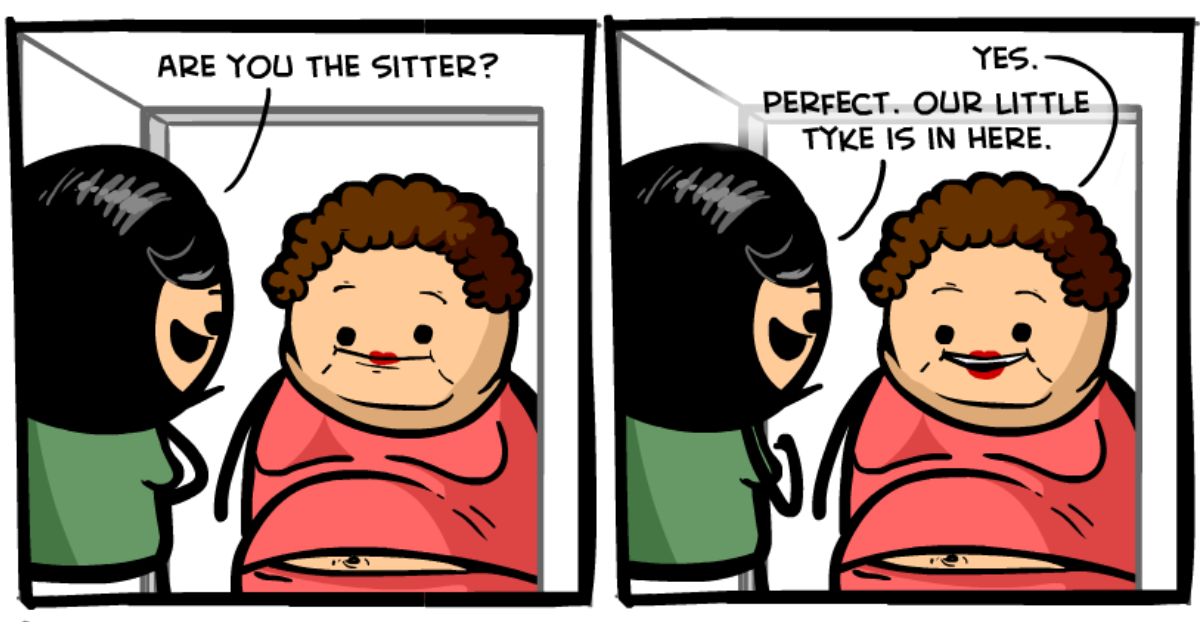 ARE YOU THE SITTER?
YES.
PERFECT. OUR LITTLE
TYKE IS IN HERE.